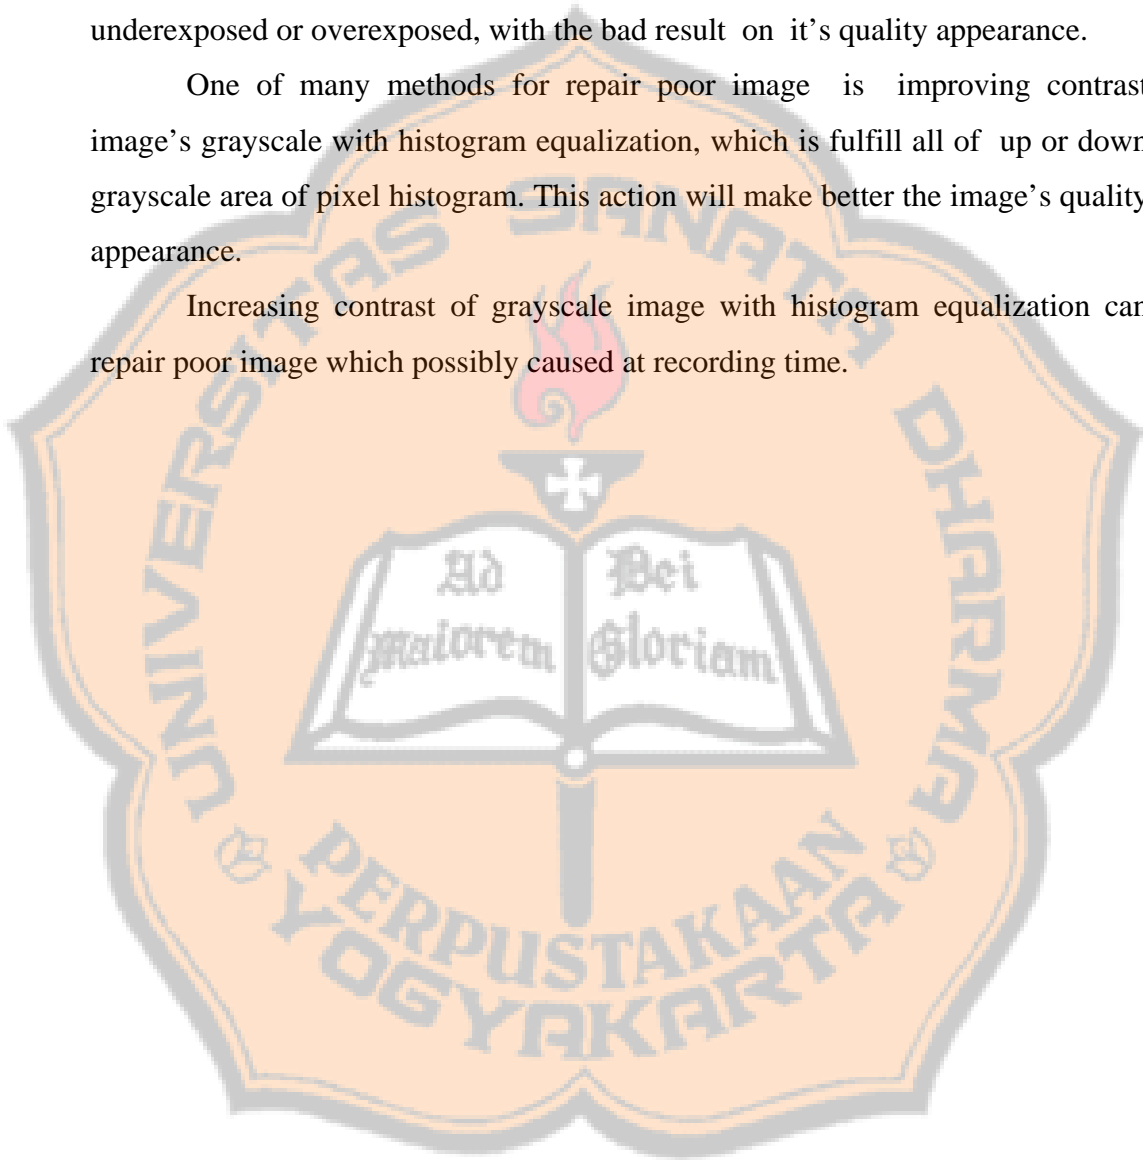 underexposed or overexposed, with the bad result on it’s quality appearance.
One of many methods for repair poor image is improving contrast
image’s grayscale with histogram equalization, which is fulfill all of up or down
grayscale area of pixel histogram. This action will make better the image’s quality
appearance.
Increasing contrast of grayscale image with histogram equalization can
repair poor image which possibly caused at recording time.
UNIVERSITAS SANATA DHARMA
Ad
maiorem
Dei
Gloriam
PERPUSTAKAAN
YOGYAKARTA